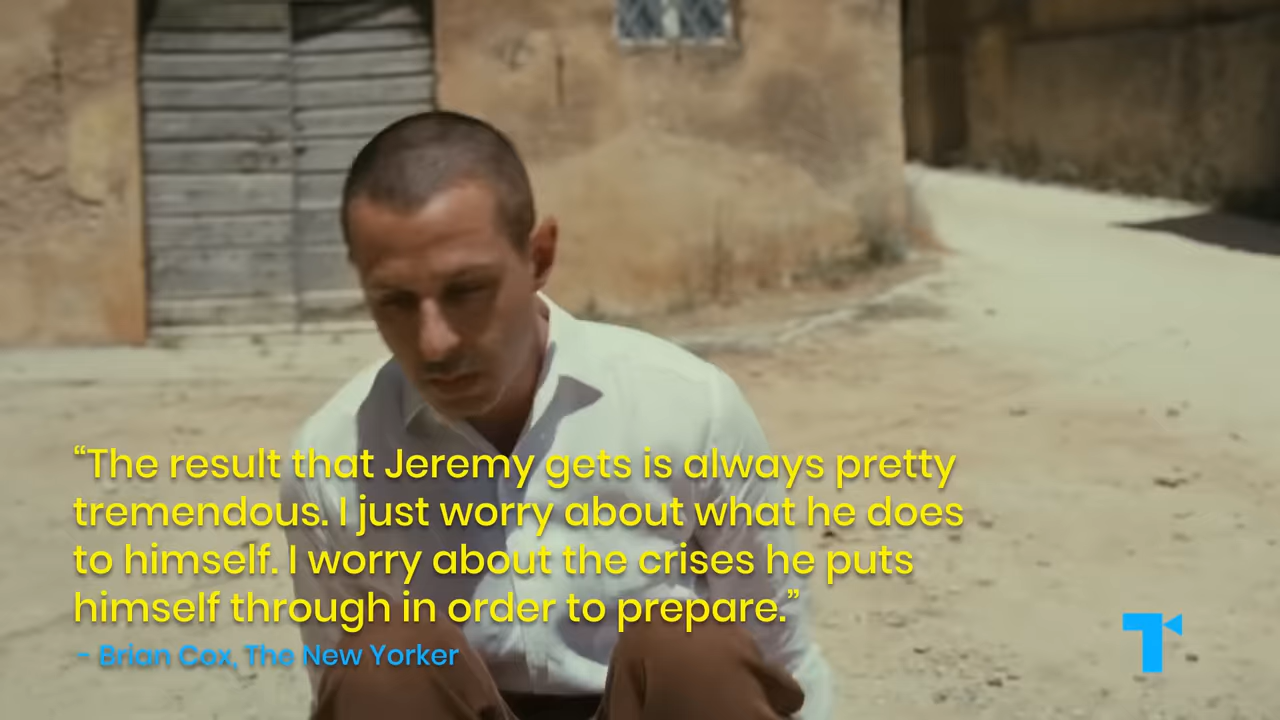 “The result that Jeremy gets is always pretty
tremendous. I just worry about what he does
to himself. I worry about the crises he puts
himself through in order to prepare.”
- Brian Cox, The New Yorker